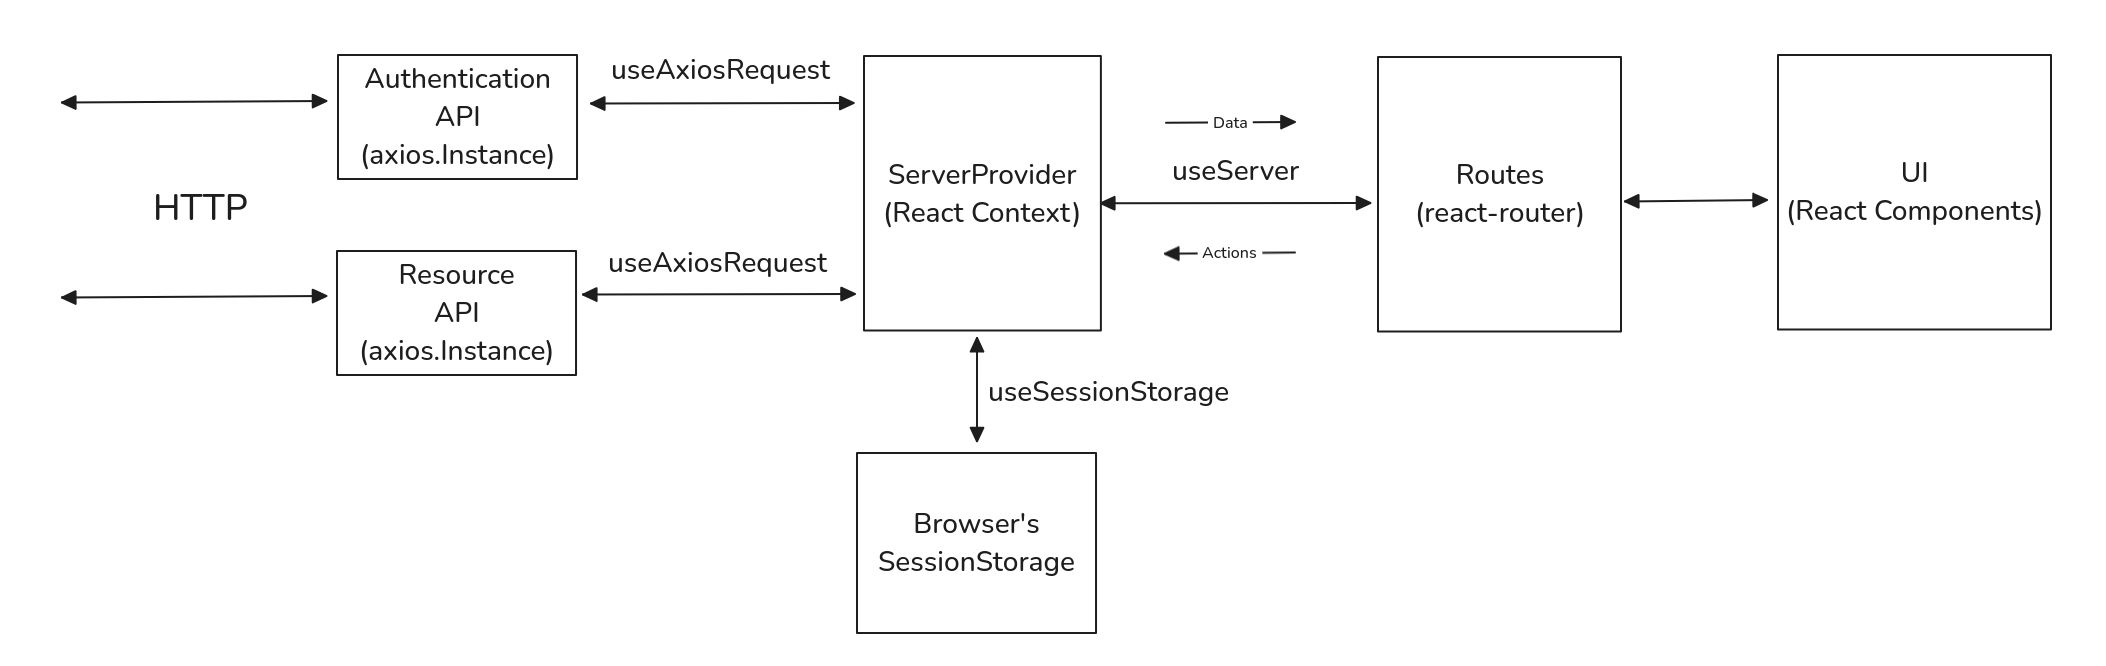 HTTP
Authentication
API
(axios.Instance)
useAxiosRequest
Resource
API
(axios.Instance)
useAxiosRequest
ServerProvider
(React Context)
Data
useServer
Actions
Routes
(react-router)
UI
(React Components)
useSessionStorage
Browser's
SessionStorage